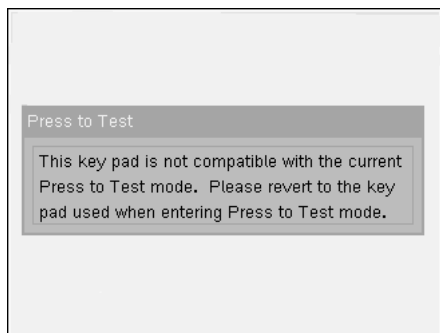 Press to Test
This key pad is not compatible with the current
Press to Test mode.  Please revert to the key
pad used when entering Press to Test mode.